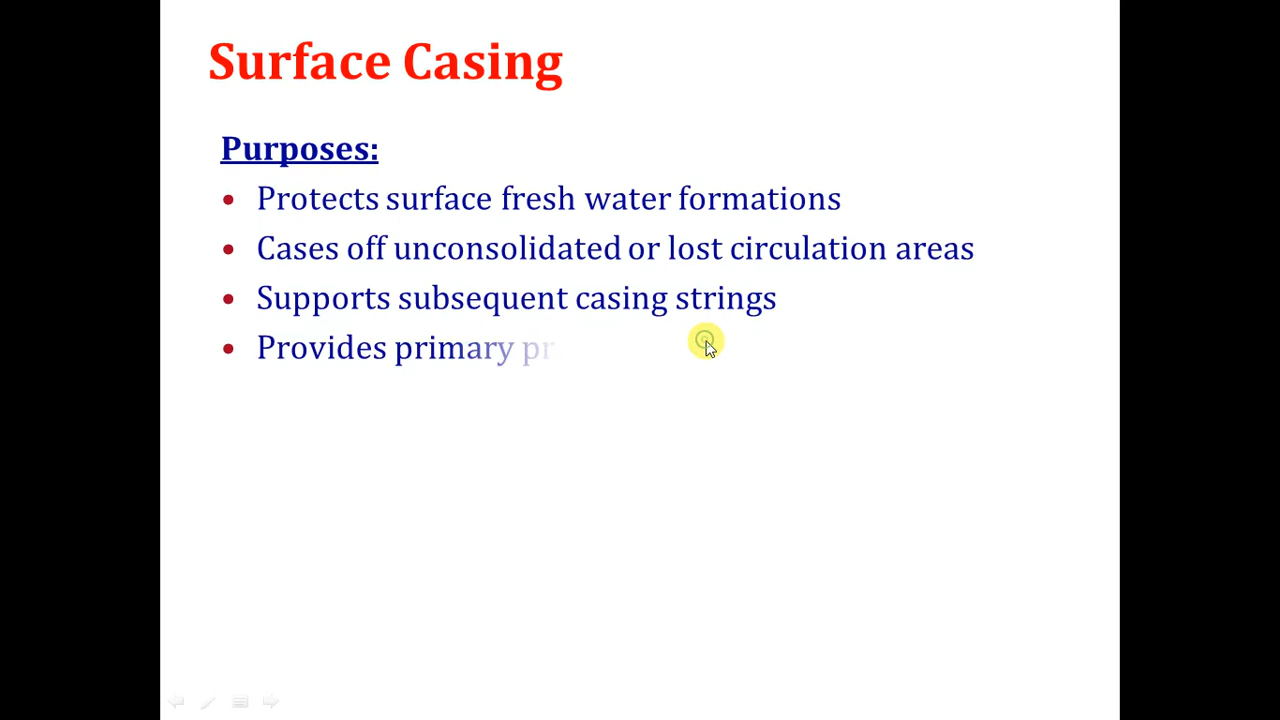 Surface Casing
Purposes:
• Protects surface fresh water formations
• Cases off unconsolidated or lost circulation areas
• Supports subsequent casing strings
• Provides primary pr